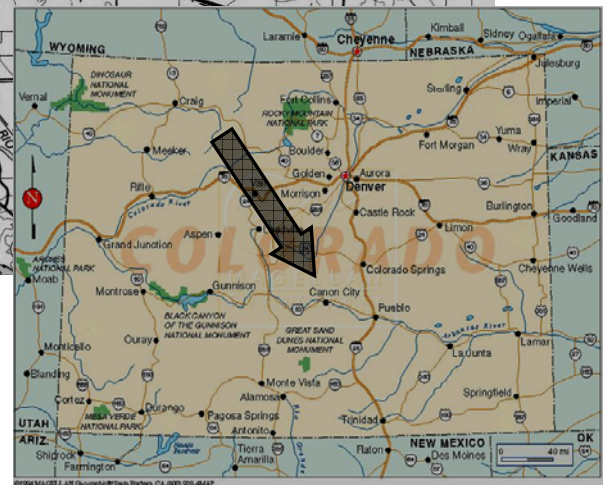 Laramie
Cheyenne
Kimball
Sidney
Ogallala
WYOMING
NEBRASKA
Julesburg
DINOSAUR
NATIONAL
MONUMENT
Vernal
Craig
Fort Collins
Sterling
Imperial
ROCKY MOUNTAIN
NATIONAL PARK
Meeker
Boulder
Fort Morgan
Yuma
Wray
KANSAS
Golden
Aurora
Denver
Rifle
Morrison
Colorado River
Castle Rock
Burlington
Goodland
Limon
Aspen
COLORADO
Grand Junction
ARCHES
NATIONAL PARK
Moab
Colorado Springs
Cheyenne Wells
Montrose
Gunnison
Canon City
BLACK CANYON
OF THE GUNNISON
NATIONAL MONUMENT
Pueblo
Arkansas River
Ouray
GREAT SAND
DUNES NATIONAL
MONUMENT
La Junta
Lamar
Monticello
Blanding
Monte Vista
Alamosa
Springfield
Cortez
Durango
MESA VERDE
NATIONAL PARK
Pagosa Springs
Antonito
Trinidad
UTAH
ARIZ.
Shiprock
Farmington
Tierra
Amarilla
Raton
NEW MEXICO
Des Moines
OK
0 40 mi
N